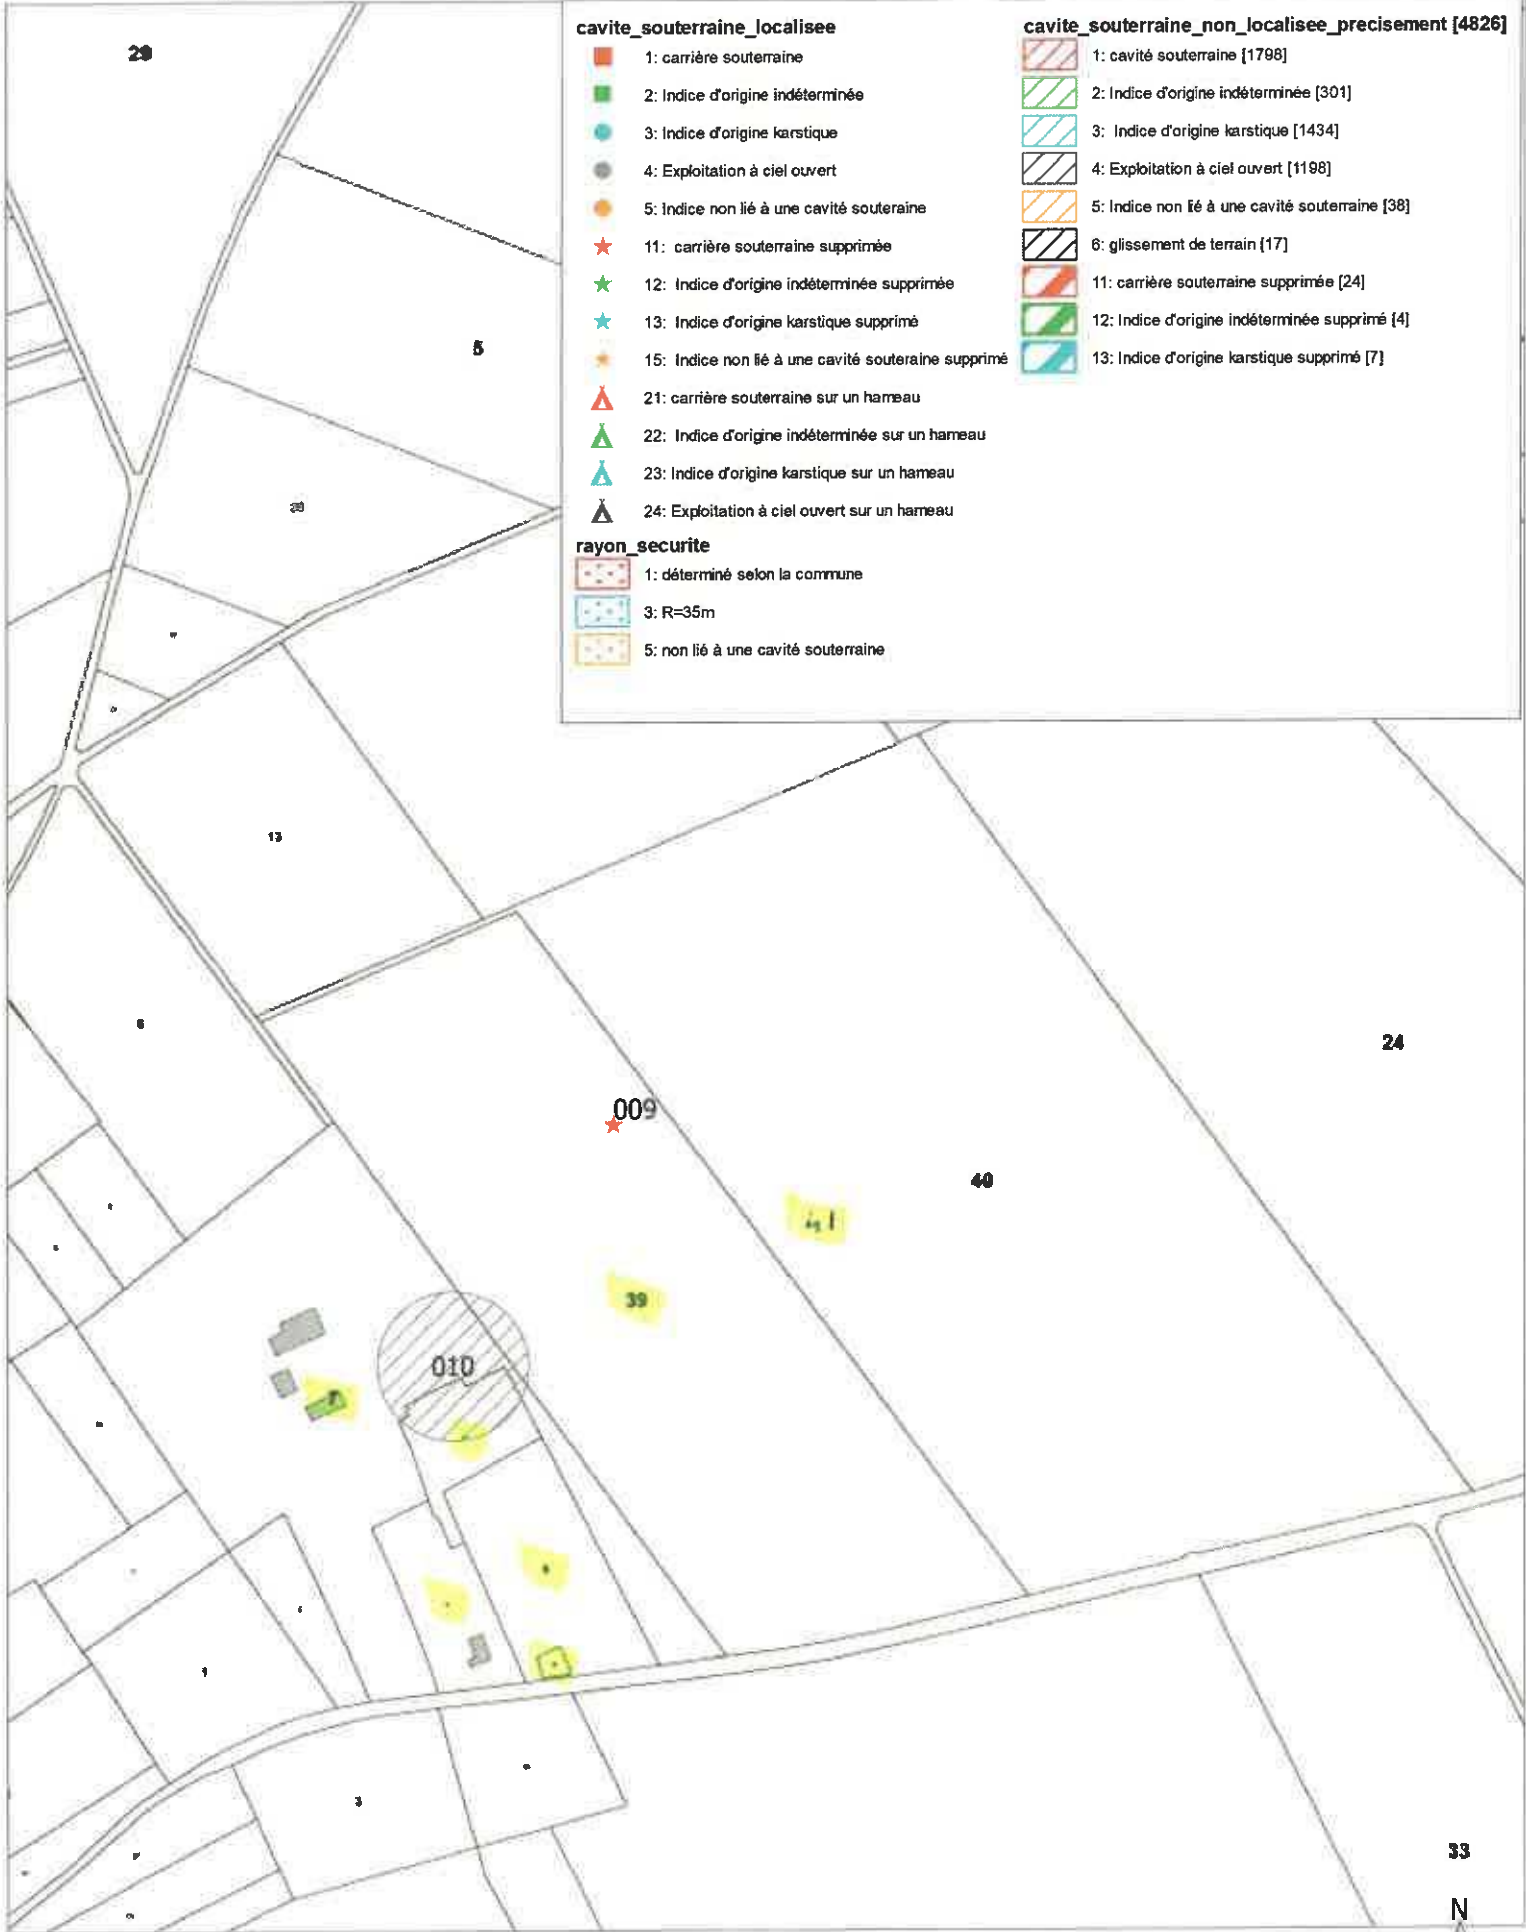 cavite_souterraine_localisee
1: carrière souterraine
2: Indice d'origine indéterminée
3: Indice d'origine karstique
4: Exploitation à ciel ouvert
5: Indice non lié à une cavité souteraine
11: carrière souterraine supprimée
12: Indice d'origine indéterminée supprimée
13: Indice d'origine karstique supprimé
15: Indice non lié à une cavité souteraine supprimé
21: carrière souterraine sur un hameau
22: Indice d'origine indéterminée sur un hameau
23: Indice d'origine karstique sur un hameau
24: Exploitation à ciel ouvert sur un hameau
rayon_securite
1: déterminé selon la commune
3: R=35m
5: non lié à une cavité souterraine
cavite_souterraine_non_localisee_precisement [4826]
1: cavité souterraine [1798]
2: Indice d'origine indéterminée [301]
3: Indice d'origine karstique [1434]
4: Exploitation à ciel ouvert [1198]
5: Indice non lié à une cavité souterraine [38]
6: glissement de terrain [17]
11: carrière souterraine supprimée [24]
12: Indice d'origine indéterminée supprimé [4]
13: Indice d'origine karstique supprimé [7]
5
13
24
009
40
39
010
1
3
33
N